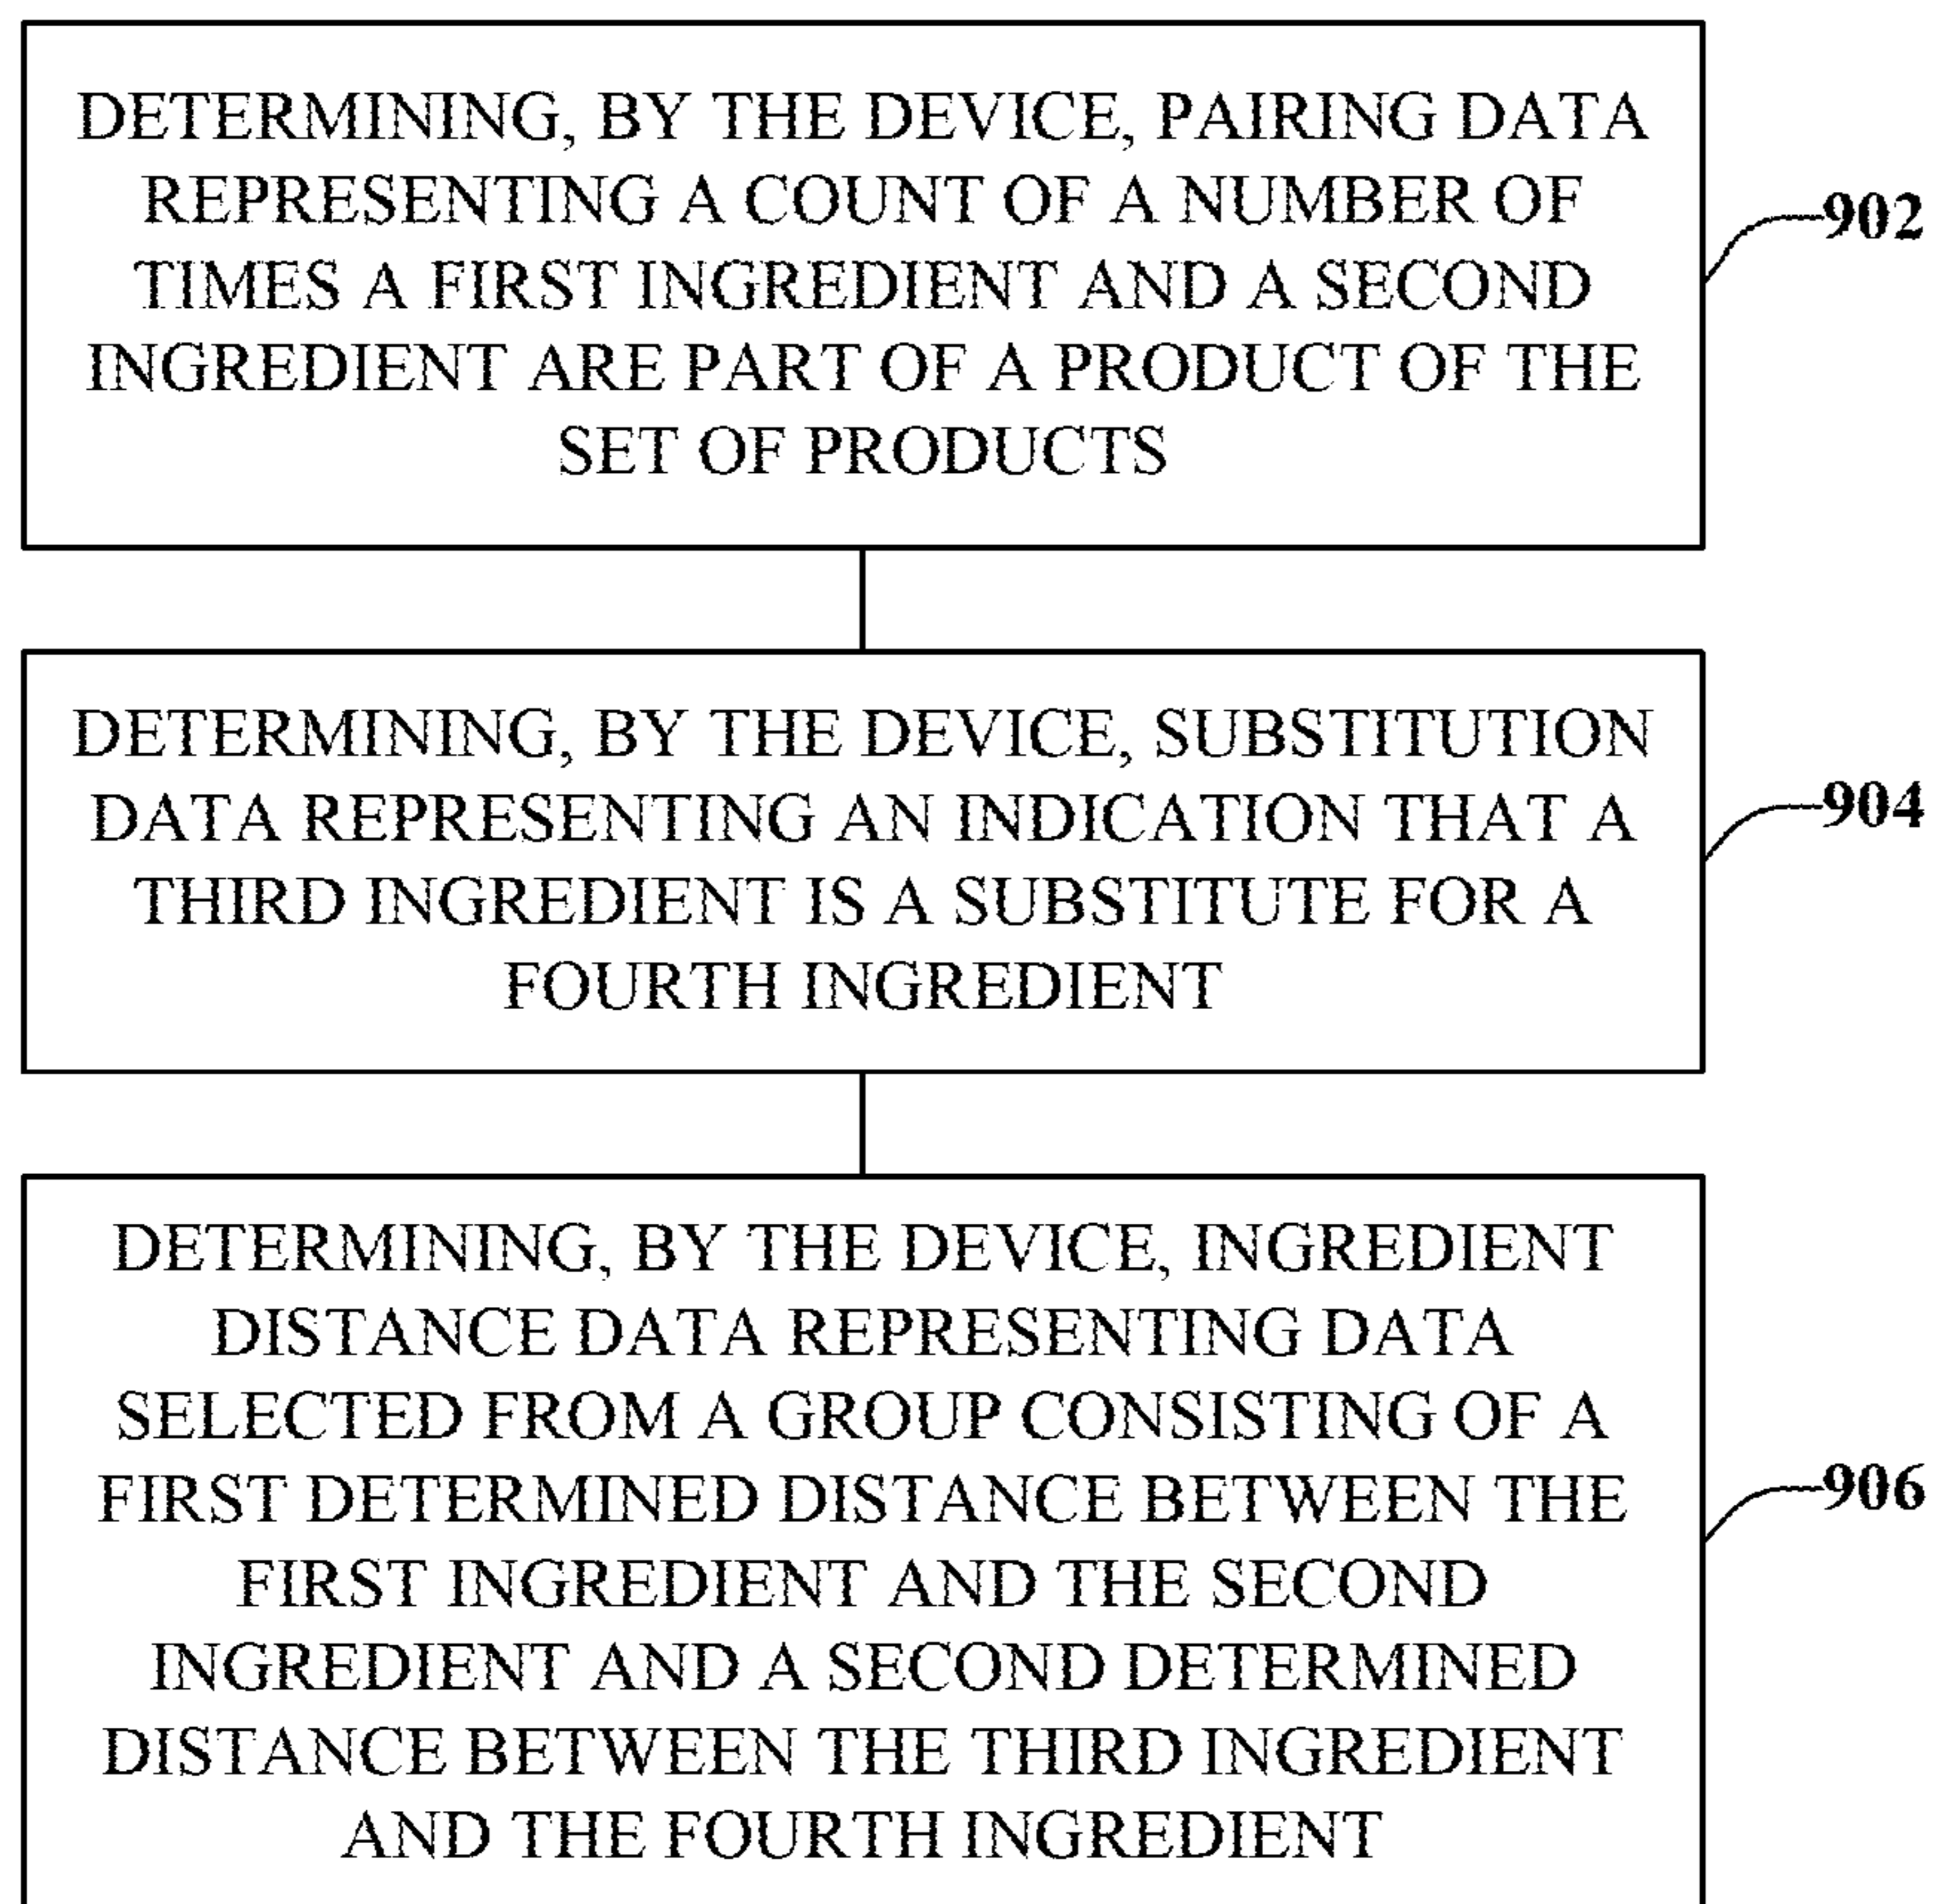 DETERMINING, BY THE DEVICE, PAIRING DATA
REPRESENTING A COUNT OF A NUMBER OF
TIMES A FIRST INGREDIENT AND A SECOND
INGREDIENT ARE PART OF A PRODUCT OF THE
SET OF PRODUCTS
902
DETERMINING, BY THE DEVICE, SUBSTITUTION
DATA REPRESENTING AN INDICATION THAT A
THIRD INGREDIENT IS A SUBSTITUTE FOR A
FOURTH INGREDIENT
904
DETERMINING, BY THE DEVICE, INGREDIENT
DISTANCE DATA REPRESENTING DATA
SELECTED FROM A GROUP CONSISTING OF A
FIRST DETERMINED DISTANCE BETWEEN THE
FIRST INGREDIENT AND THE SECOND
INGREDIENT AND A SECOND DETERMINED
DISTANCE BETWEEN THE THIRD INGREDIENT
AND THE FOURTH INGREDIENT
906